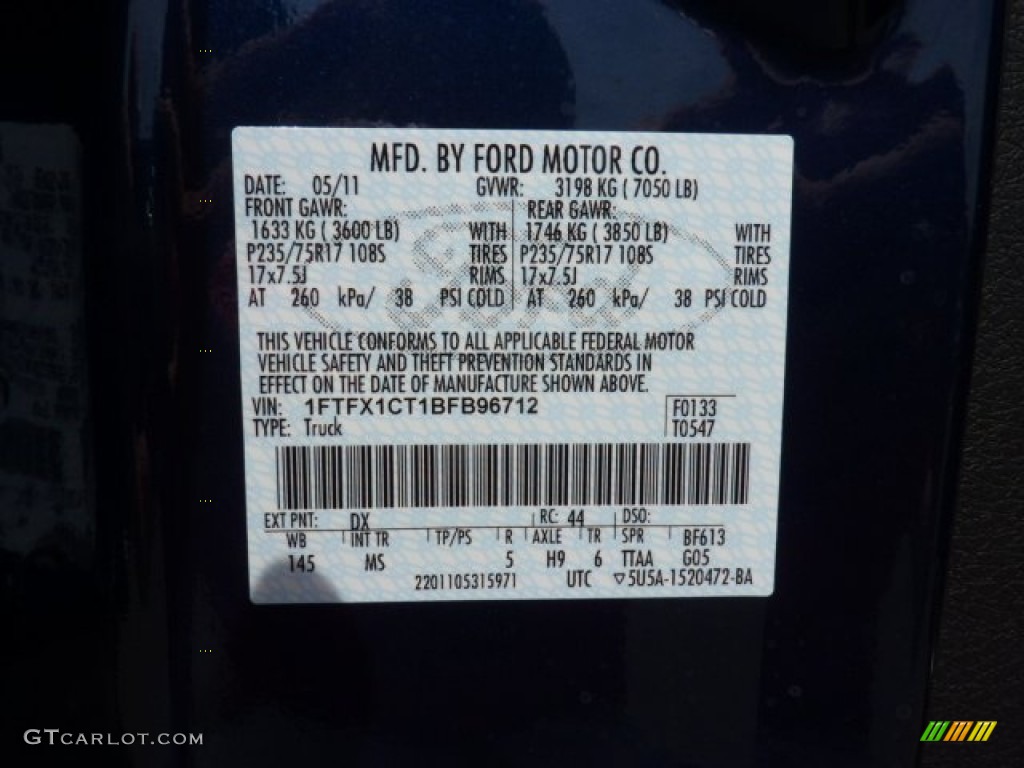 MFD. BY FORD MOTOR CO.
DATE: 05/11 GVWR: 3198 KG ( 7050 LB)
FRONT GAWR: REAR GAWR:
1633 KG ( 3600 LB) WITH 1746 KG ( 3850 LB) WITH
P235/75R17 108S TIRES P235/75R17 108S TIRES
17x7.5J RIMS 17x7.5J RIMS
AT 260 kPa/ 38 PSI COLD AT 260 kPa/ 38 PSI COLD
THIS VEHICLE CONFORMS TO ALL APPLICABLE FEDERAL MOTOR
VEHICLE SAFETY AND THEFT PREVENTION STANDARDS IN
EFFECT ON THE DATE OF MANUFACTURE SHOWN ABOVE.
VIN: 1FTFX1CT1BFB96712 F0133
TYPE: Truck T0547
EXT PNT: DX RC: 44 DSO:
WB INT TR TP/PS R AXLE TR SPR BF613
145 MS 5 H9 6 TTAA G05
2201105315971 UTC ▽5U5A-1520472-BA
GTCARLOT.COM